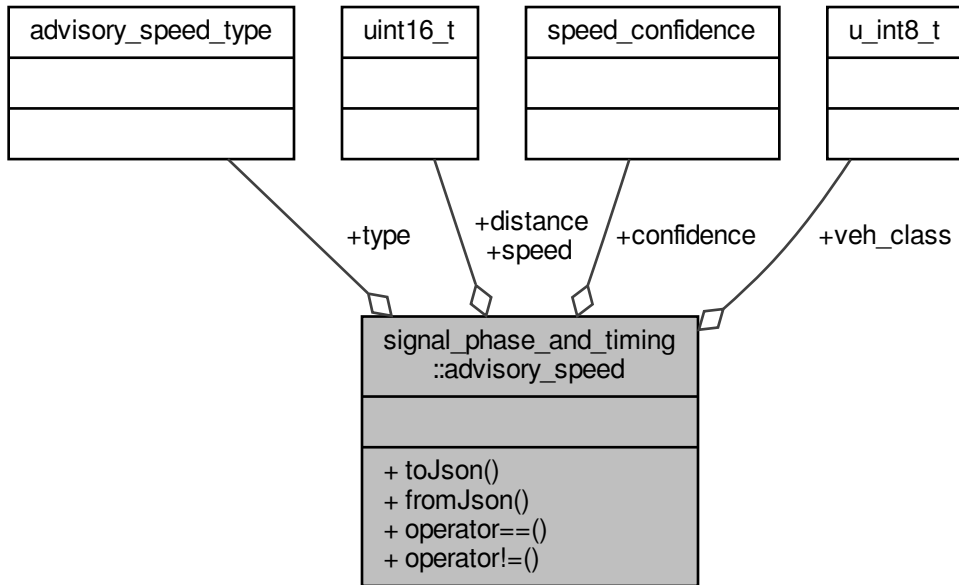 advisory_speed_type
uint16_t
speed_confidence
u_int8_t
+type
+distance
+speed
+confidence
+veh_class
signal_phase_and_timing
::advisory_speed
+ toJson()
+ fromJson()
+ operator==()
+ operator!=()